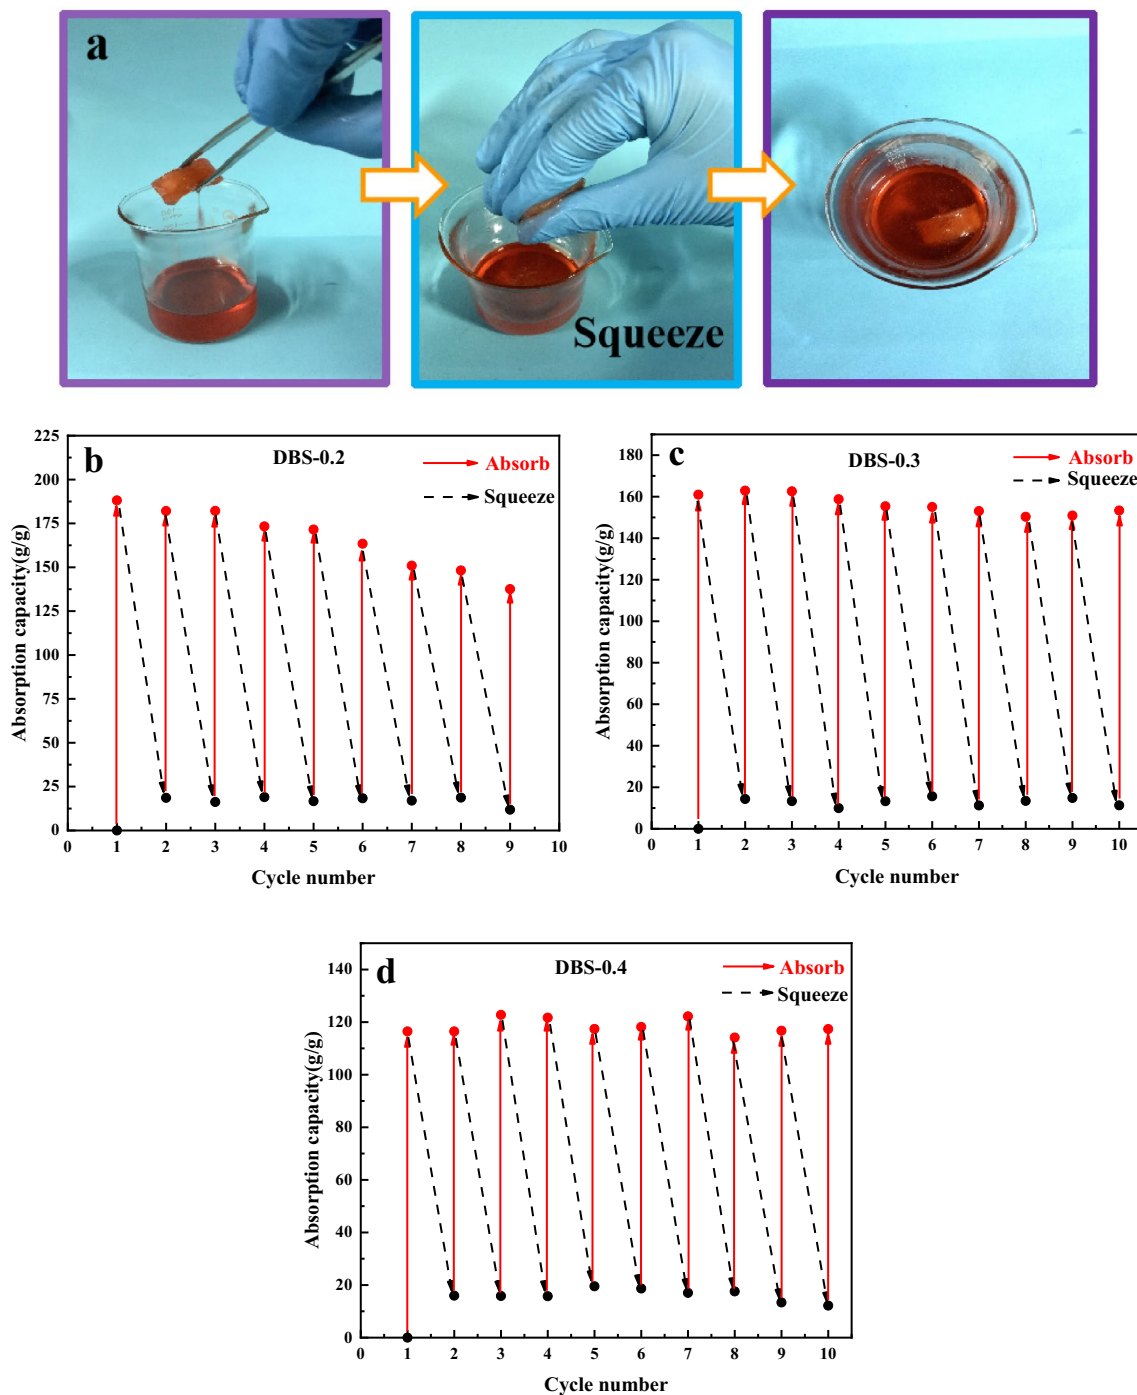 a
Squeeze
b
DBS-0.2
Absorb
Squeeze
225
200
175
150
125
100
75
50
25
0
Absorption capacity(g/g)
0 1 2 3 4 5 6 7 8 9 10
Cycle number
c
DBS-0.3
Absorb
Squeeze
180
160
140
120
100
80
60
40
20
0
Absorption capacity(g/g)
0 1 2 3 4 5 6 7 8 9 10
Cycle number
d
DBS-0.4
Absorb
Squeeze
140
120
100
80
60
40
20
0
Absorption capacity(g/g)
0 1 2 3 4 5 6 7 8 9 10
Cycle number